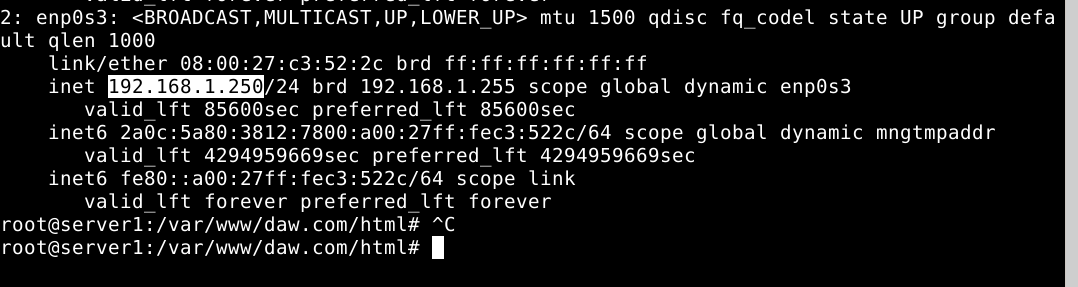 2: enp0s3: <BROADCAST,MULTICAST,UP,LOWER_UP> mtu 1500 qdisc fq_codel state UP group defa
ult qlen 1000
    link/ether 08:00:27:c3:52:2c brd ff:ff:ff:ff:ff:ff
    inet 192.168.1.250/24 brd 192.168.1.255 scope global dynamic enp0s3
       valid_lft 85600sec preferred_lft 85600sec
    inet6 2a0c:5a80:3812:7800:a00:27ff:fec3:522c/64 scope global dynamic mngtmpaddr
       valid_lft 4294959669sec preferred_lft 4294959669sec
    inet6 fe80::a00:27ff:fec3:522c/64 scope link
       valid_lft forever preferred_lft forever
root@server1:/var/www/daw.com/html# ^C
root@server1:/var/www/daw.com/html#